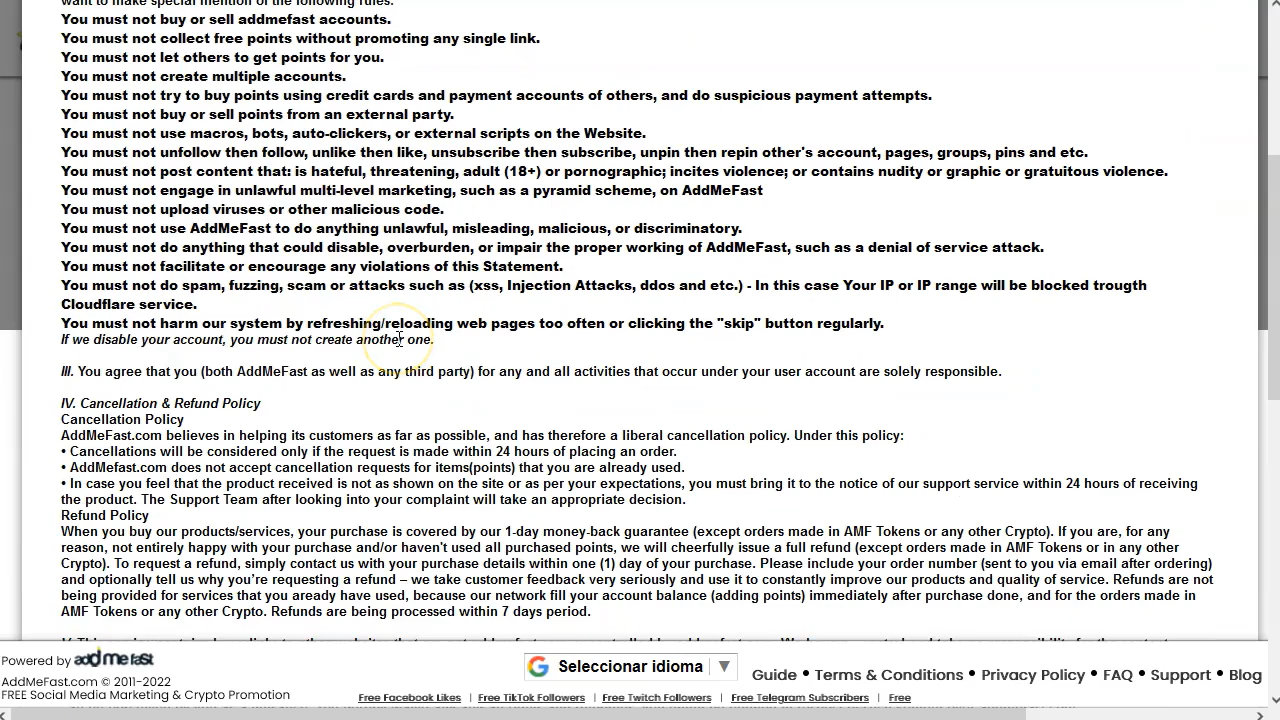 want to make special mention of the following rules:
You must not buy or sell addmefast accounts.
You must not collect free points without promoting any single link.
You must not let others to get points for you.
You must not create multiple accounts.
You must not try to buy points using credit cards and payment accounts of others, and do suspicious payment attempts.
You must not buy or sell points from an external party.
You must not use macros, bots, auto-clickers, or external scripts on the Website.
You must not unfollow then follow, unlike then like, unsubscribe then subscribe, unpin then repin other's account, pages, groups, pins and etc.
You must not post content that: is hateful, threatening, adult (18+) or pornographic; incites violence; or contains nudity or graphic or gratuitous violence.
You must not engage in unlawful multi-level marketing, such as a pyramid scheme, on AddMeFast
You must not upload viruses or other malicious code.
You must not use AddMeFast to do anything unlawful, misleading, malicious, or discriminatory.
You must not do anything that could disable, overburden, or impair the proper working of AddMeFast, such as a denial of service attack.
You must not facilitate or encourage any violations of this Statement.
You must not do spam, fuzzing, scam or attacks such as (xss, Injection Attacks, ddos and etc.) - In this case Your IP or IP range will be blocked trougth
Cloudflare service.
You must not harm our system by refreshing/reloading web pages too often or clicking the "skip" button regularly.
If we disable your account, you must not create another one.
III. You agree that you (both AddMeFast as well as any third party) for any and all activities that occur under your user account are solely responsible.
IV. Cancellation & Refund Policy
Cancellation Policy
AddMeFast.com believes in helping its customers as far as possible, and has therefore a liberal cancellation policy. Under this policy:
• Cancellations will be considered only if the request is made within 24 hours of placing an order.
• AddMefast.com does not accept cancellation requests for items(points) that you are already used.
• In case you feel that the product received is not as shown on the site or as per your expectations, you must bring it to the notice of our support service within 24 hours of receiving
the product. The Support Team after looking into your complaint will take an appropriate decision.
Refund Policy
When you buy our products/services, your purchase is covered by our 1-day money-back guarantee (except orders made in AMF Tokens or any other Crypto). If you are, for any
reason, not entirely happy with your purchase and/or haven't used all purchased points, we will cheerfully issue a full refund (except orders made in AMF Tokens or in any other
Crypto). To request a refund, simply contact us with your purchase details within one (1) day of your purchase. Please include your order number (sent to you via email after ordering)
and optionally tell us why you're requesting a refund – we take customer feedback very seriously and use it to constantly improve our products and quality of service. Refunds are not
being provided for services that you aready have used, because our network fill your account balance (adding points) immediately after purchase done, and for the orders made in
AMF Tokens or any other Crypto. Refunds are being processed within 7 days period.
Powered by addmefast
AddMeFast.com © 2011-2022
FREE Social Media Marketing & Crypto Promotion
Seleccionar idioma ▼
Guide • Terms & Conditions • Privacy Policy • FAQ • Support • Blog
Free Facebook Likes | Free TikTok Followers | Free Twitch Followers | Free Telegram Subscribers | Free